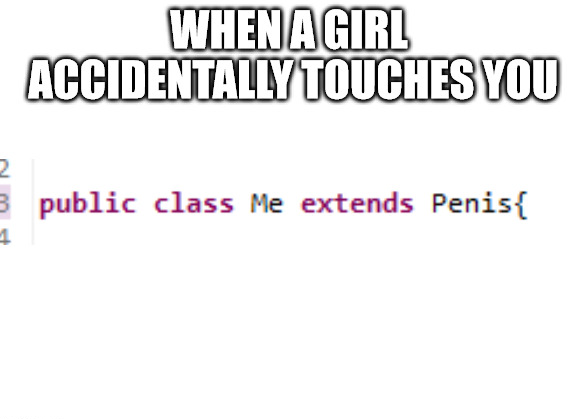 WHEN A GIRL
ACCIDENTALLY TOUCHES YOU
2
3 public class Me extends Penis{
4